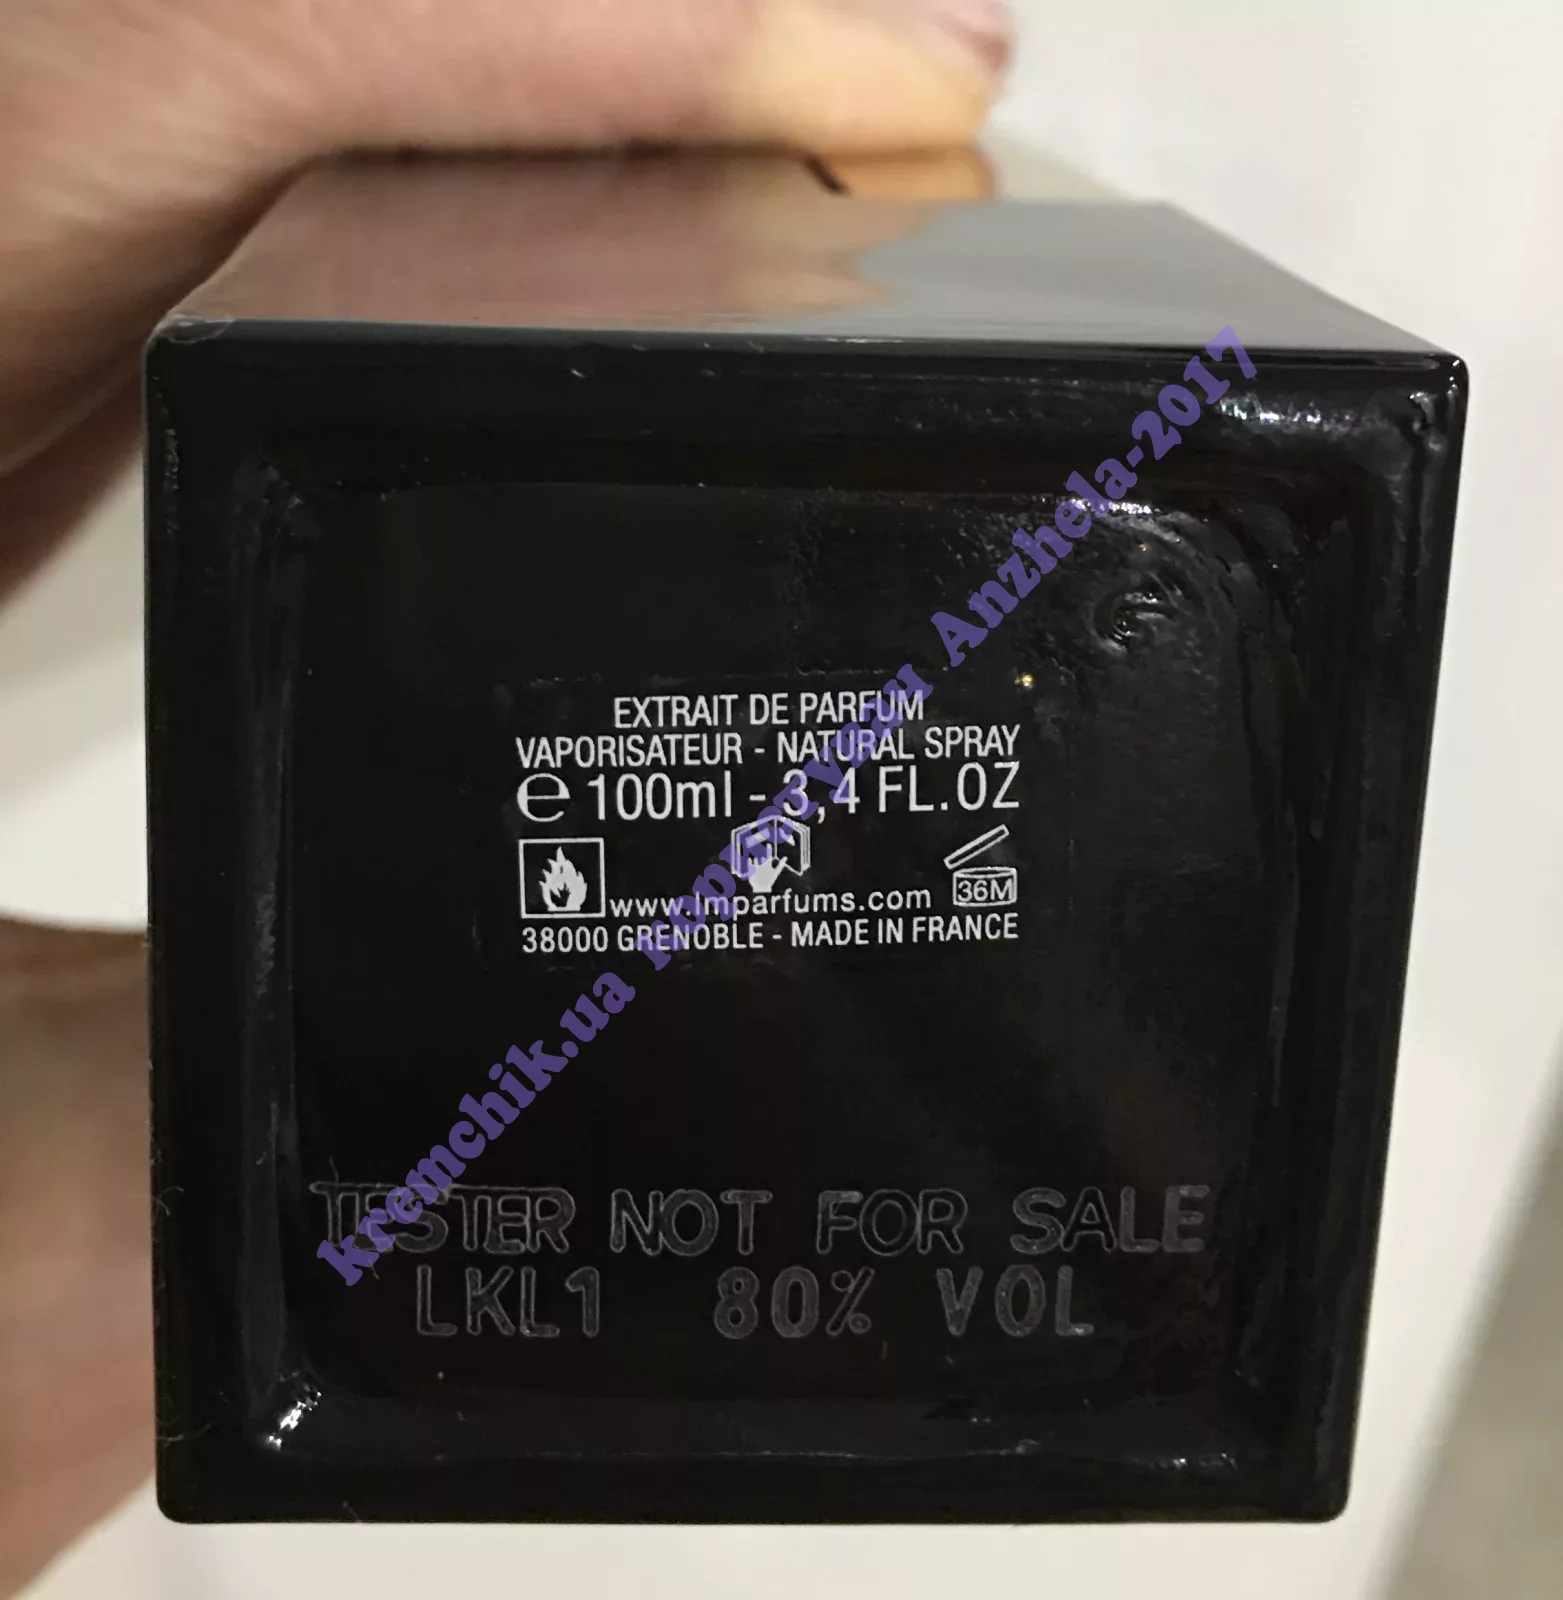 EXTRAIT DE PARFUM
VAPORISATEUR - NATURAL SPRAY
℮ 100ml - 3,4 FL.OZ
36M
www.lmparfums.com
38000 GRENOBLE - MADE IN FRANCE
TESTER NOT FOR SALE
LKL1 80% VOL
kremchik.ua Anzhela-2017